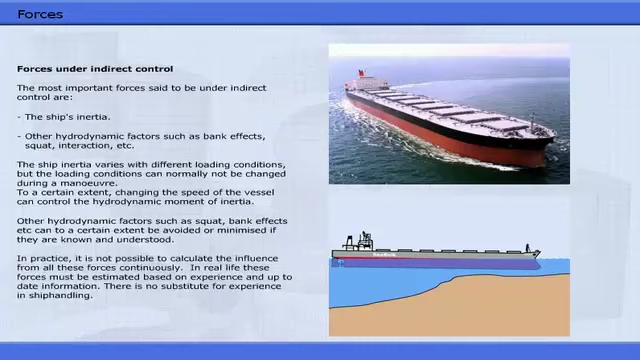 Forces
Forces under indirect control
The most important forces said to be under indirect
control are:
- The ship's inertia.
- Other hydrodynamic factors such as bank effects,
squat, interaction, etc.
The ship inertia varies with different loading conditions,
but the loading conditions can normally not be changed
during a manoeuvre.
To a certain extent, changing the speed of the vessel
can control the hydrodynamic moment of inertia.
Other hydrodynamic factors such as squat, bank effects
etc can to a certain extent be avoided or minimised if
they are known and understood.
In practice, it is not possible to calculate the influence
from all these forces continuously. In real life these
forces must be estimated based on experience and up to
date information. There is no substitute for experience
in shiphandling.